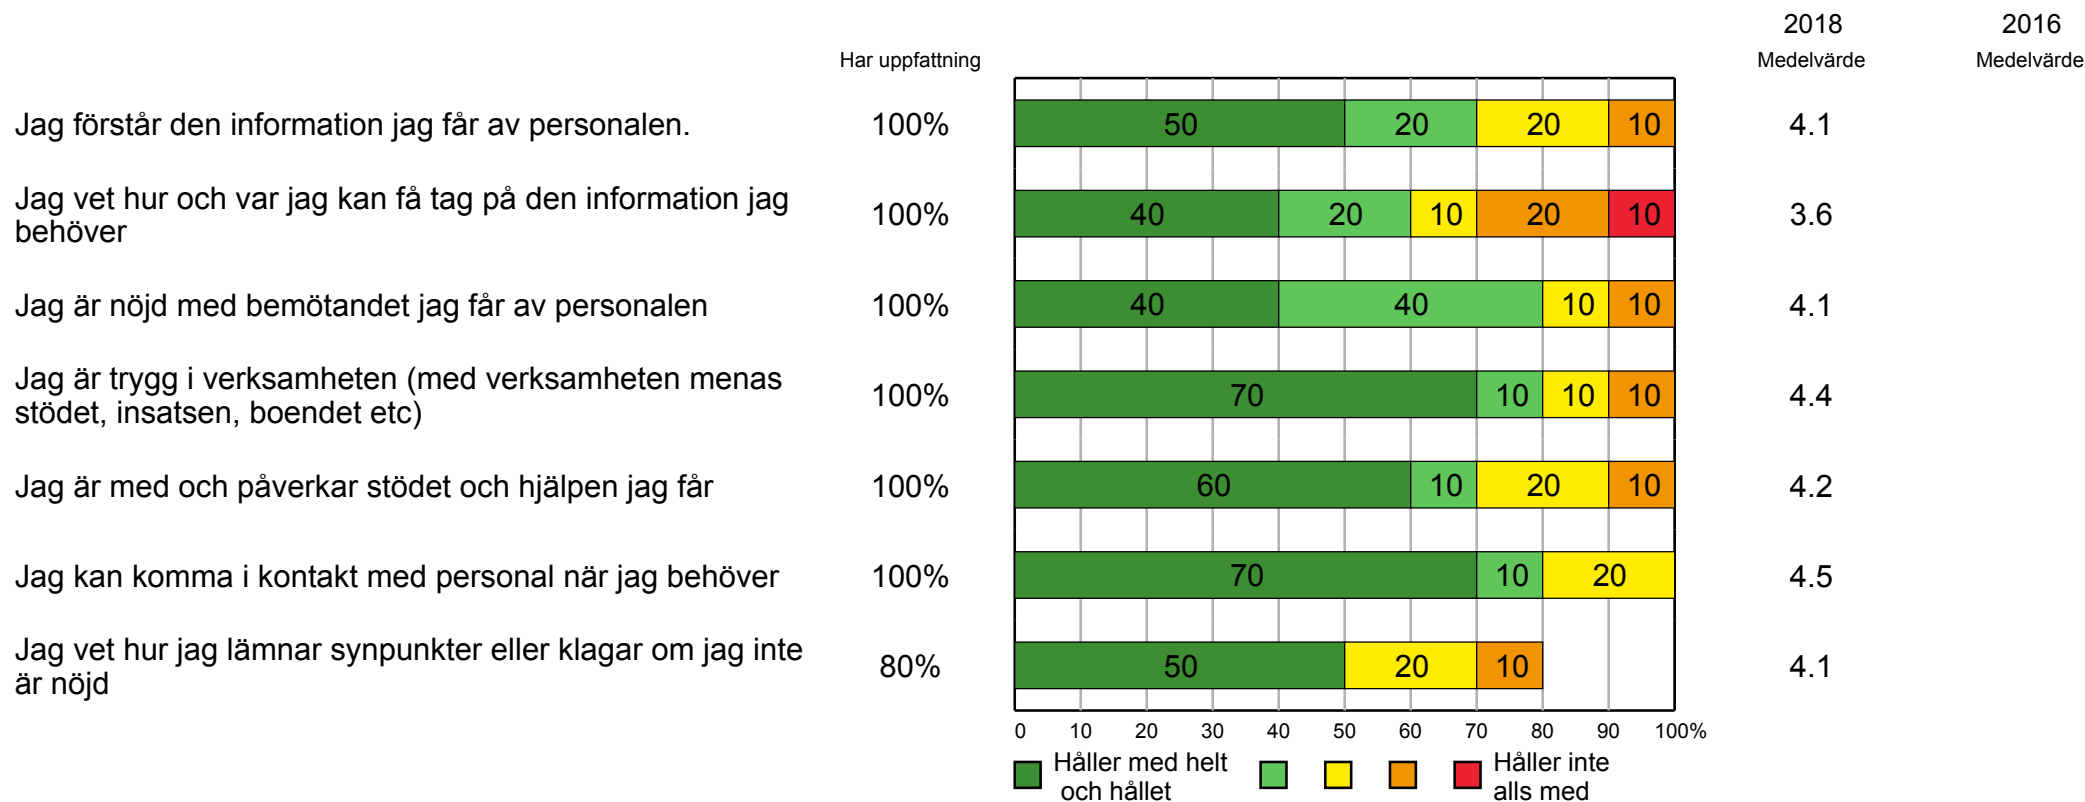 2018 2016
Har uppfattning Medelvärde Medelvärde
Jag förstår den information jag får av personalen. 100% 50 20 20 10 4.1
Jag vet hur och var jag kan få tag på den information jag
behöver 100% 40 20 10 20 10 3.6
Jag är nöjd med bemötandet jag får av personalen 100% 40 40 10 10 4.1
Jag är trygg i verksamheten (med verksamheten menas
stödet, insatsen, boendet etc) 100% 70 10 10 10 4.4
Jag är med och påverkar stödet och hjälpen jag får 100% 60 10 20 10 4.2
Jag kan komma i kontakt med personal när jag behöver 100% 70 10 20 4.5
Jag vet hur jag lämnar synpunkter eller klagar om jag inte
är nöjd 80% 50 20 10 4.1
0 10 20 30 40 50 60 70 80 90 100%
Håller med helt Håller inte
och hållet alls med